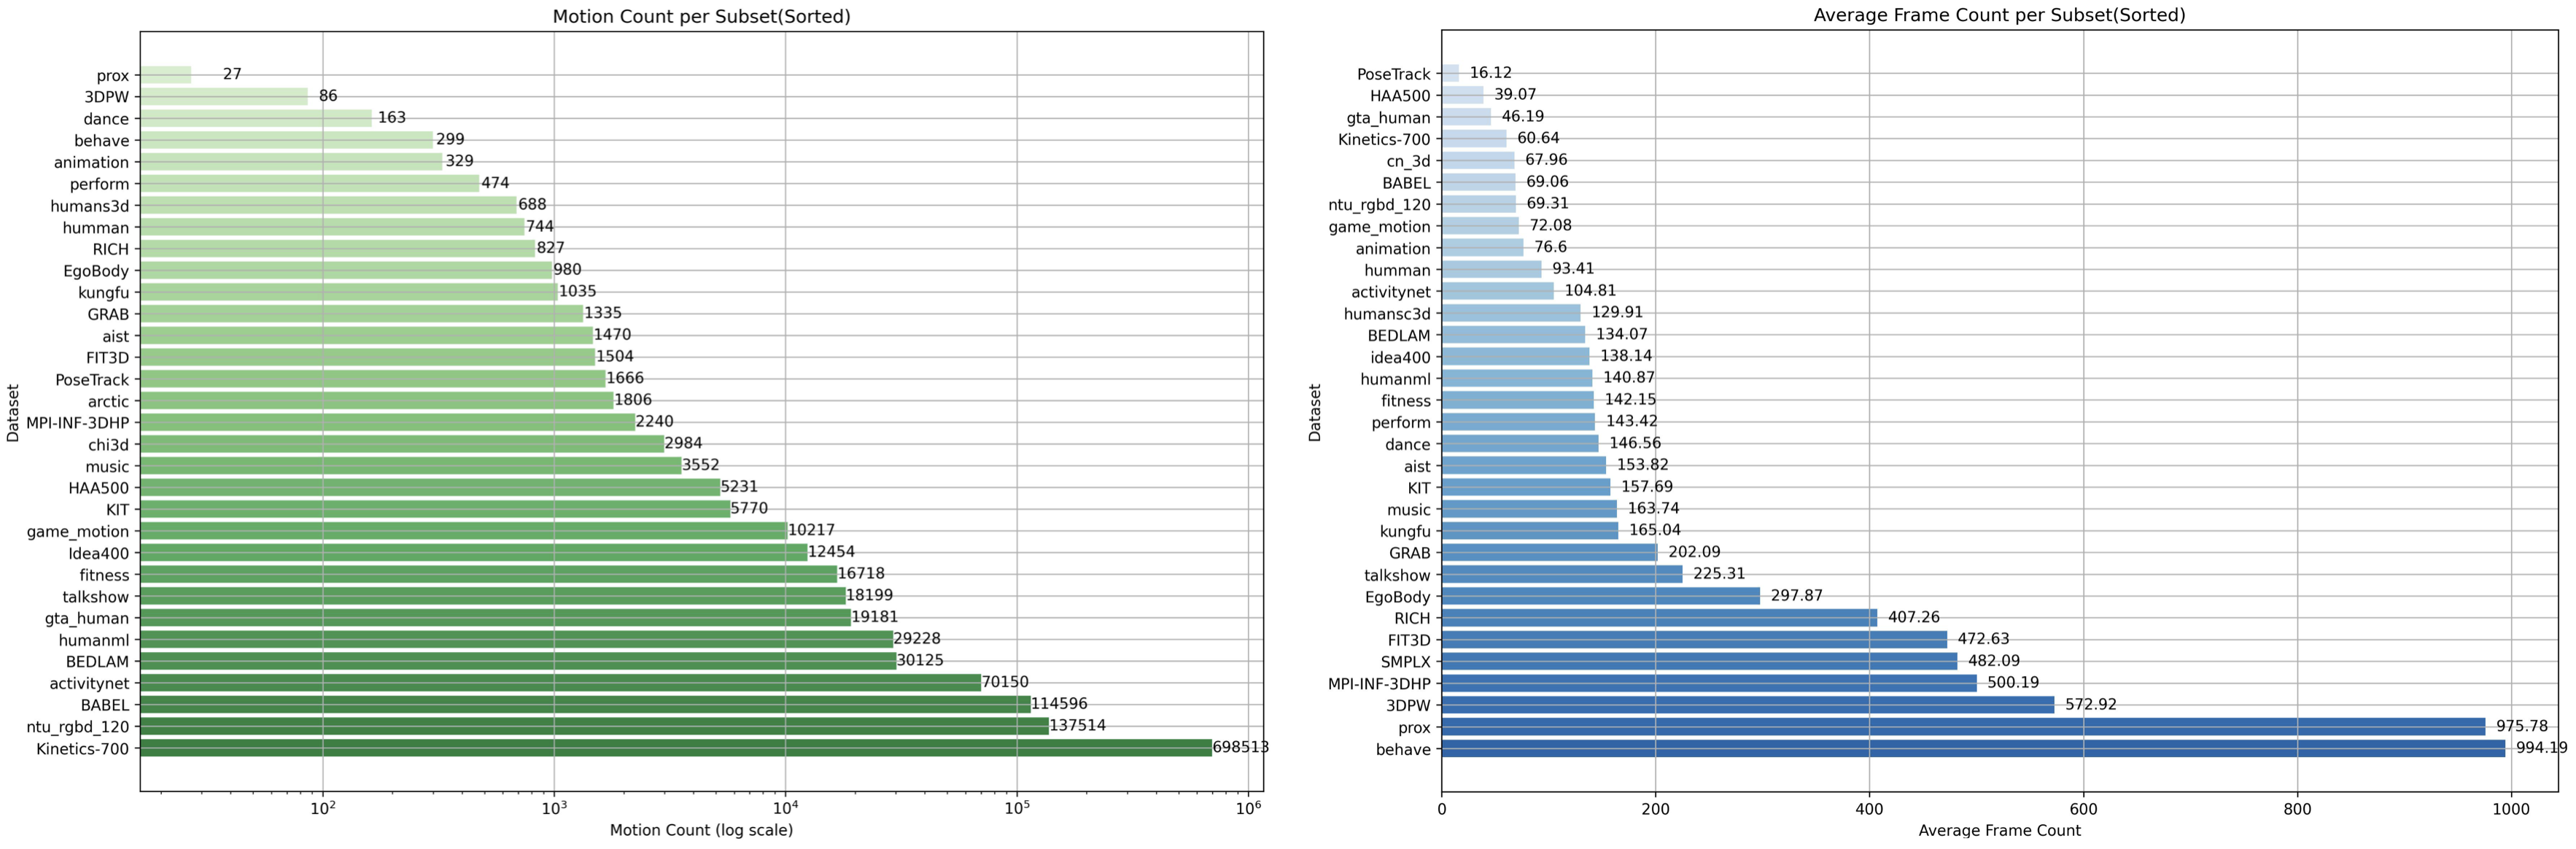 Motion Count per Subset(Sorted)
Dataset
prox 27
3DPW 86
dance 163
behave 299
animation 329
perform 474
humans3d 688
humman 744
RICH 827
EgoBody 980
kungfu 1035
GRAB 1335
aist 1470
FIT3D 1504
PoseTrack 1666
arctic 1806
MPI-INF-3DHP 2240
chi3d 2984
music 3552
HAA500 5231
KIT 5770
game_motion 10217
Idea400 12454
fitness 16718
talkshow 18199
gta_human 19181
humanml 29228
BEDLAM 30125
activitynet 70150
BABEL 114596
ntu_rgbd_120 137514
Kinetics-700 698513
10² 10³ 10⁴ 10⁵ 10⁶
Motion Count (log scale)
Average Frame Count per Subset(Sorted)
Dataset
PoseTrack 16.12
HAA500 39.07
gta_human 46.19
Kinetics-700 60.64
cn_3d 67.96
BABEL 69.06
ntu_rgbd_120 69.31
game_motion 72.08
animation 76.6
humman 93.41
activitynet 104.81
humansc3d 129.91
BEDLAM 134.07
idea400 138.14
humanml 140.87
fitness 142.15
perform 143.42
dance 146.56
aist 153.82
KIT 157.69
music 163.74
kungfu 165.04
GRAB 202.09
talkshow 225.31
EgoBody 297.87
RICH 407.26
FIT3D 472.63
SMPLX 482.09
MPI-INF-3DHP 500.19
3DPW 572.92
prox 975.78
behave 994.19
0 200 400 600 800 1000
Average Frame Count